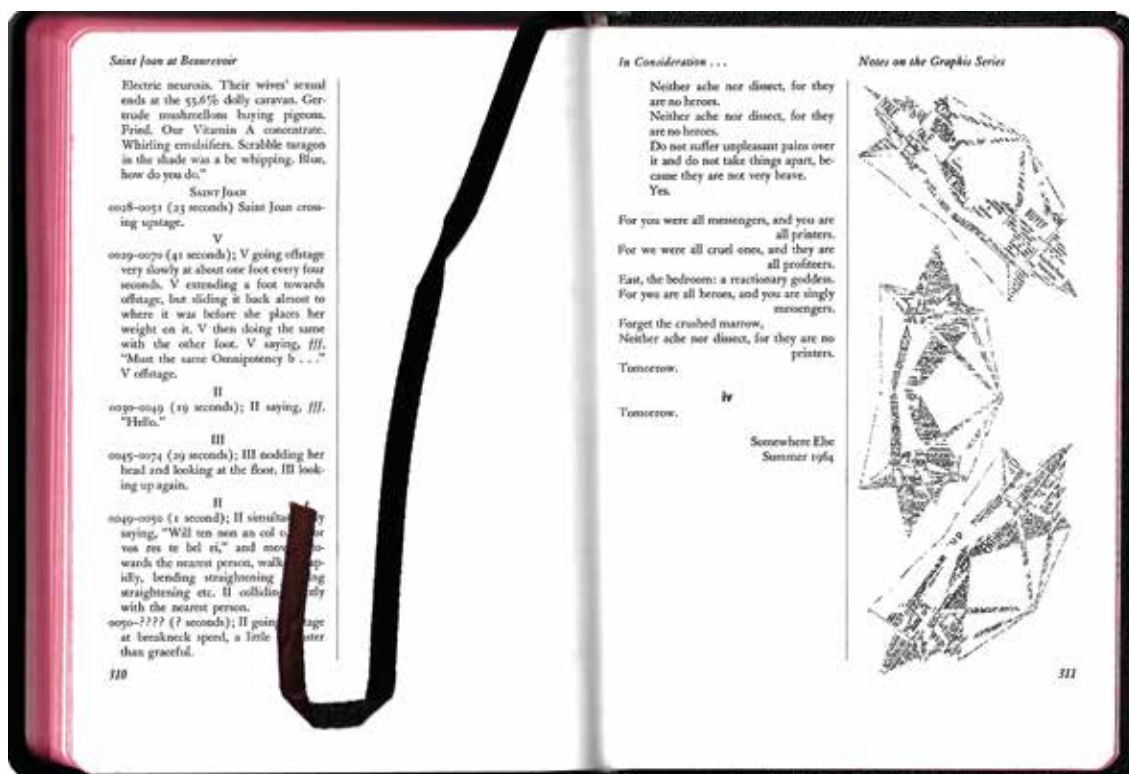 Saint Joan at Beaurevoir
Electric neurosis. Their wives' sexual
ends at the 55.6% dolly caravan. Ger-
trude mushmellons buying pigeons.
Fried. Our Vitamin A concentrate.
Whirling emulsifiers. Scrabble taragon
in the shade was a be whipping. Blue,
how do you do."
SAINT JOAN
0028–0051 (23 seconds) Saint Joan cross-
ing upstage.
V
0029–0070 (41 seconds); V going offstage
very slowly at about one foot every four
seconds. V extending a foot towards
offstage, but sliding it back almost to
where it was before she places her
weight on it. V then doing the same
with the other foot. V saying, fff,
"Must the same Omnipotency b . . ."
V offstage.
II
0030–0049 (19 seconds); II saying, fff,
"Hello."
III
0045–0074 (29 seconds); III nodding her
head and looking at the floor. III look-
ing up again.
II
0049–0050 (1 second); II
saying, "Will ten non an col
vos res te bel ei," and
wards the nearest person,
idly, bending straightening
straightening etc. II
with the nearest person.
0050–???? (? seconds); II
at breakneck speed, a little
than graceful.
310
In Consideration . . .
Neither ache nor dissect, for they
are no heroes.
Neither ache nor dissect, for they
are no heroes.
Do not suffer unpleasant pains over
it and do not take things apart, be-
cause they are not very brave.
Yes.
For you were all messengers, and you are
all printers.
For we were all cruel ones, and they are
all profiteers.
East, the bedroom: a reactionary goddess.
For you are all heroes, and you are singly
messengers.
Forget the crushed marrow,
Neither ache nor dissect, for they are no
printers.
Tomorrow.
iv
Tomorrow.
Somewhere Else
Summer 1964
Notes on the Graphis Series
311